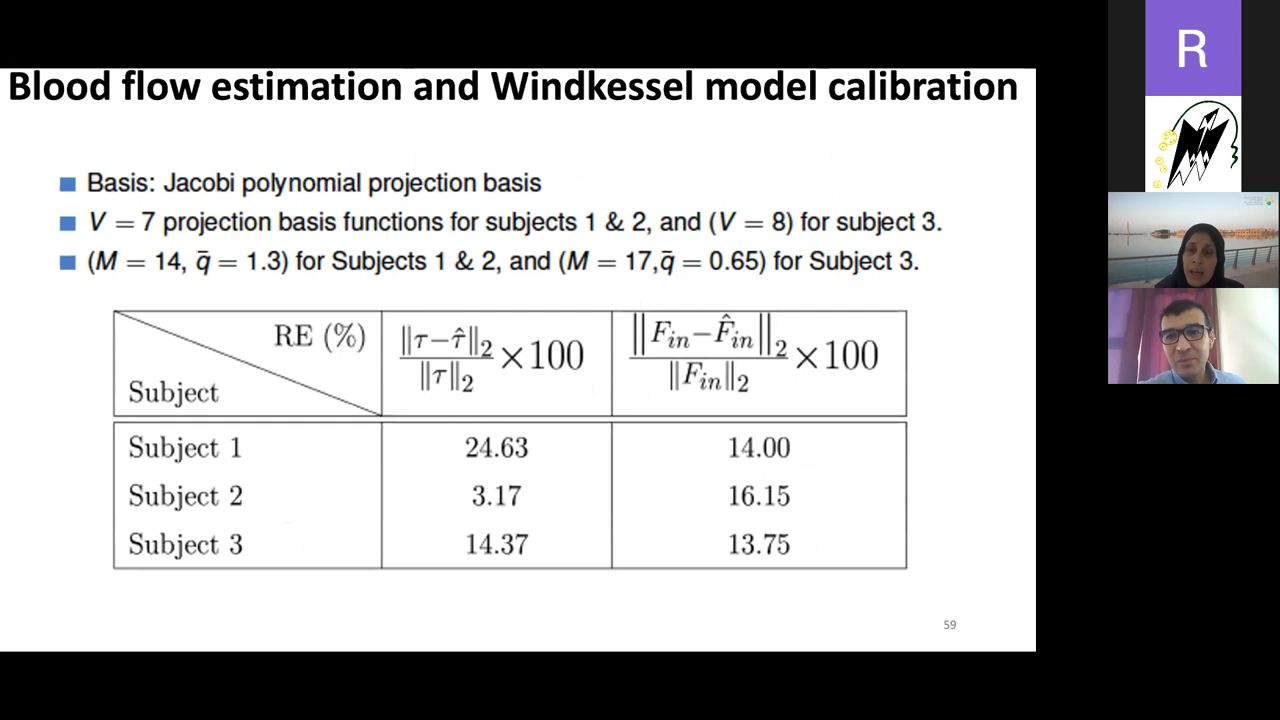 Blood flow estimation and Windkessel model calibration
R
Basis: Jacobi polynomial projection basis
V = 7 projection basis functions for subjects 1 & 2, and (V = 8) for subject 3.
(M = 14, q̄ = 1.3) for Subjects 1 & 2, and (M = 17,q̄ = 0.65) for Subject 3.
RE (%)
Subject
‖τ−τ̂‖₂ / ‖τ‖₂ ×100
‖F_in−F̂_in‖₂ / ‖F_in‖₂ ×100
Subject 1 24.63 14.00
Subject 2 3.17 16.15
Subject 3 14.37 13.75
59